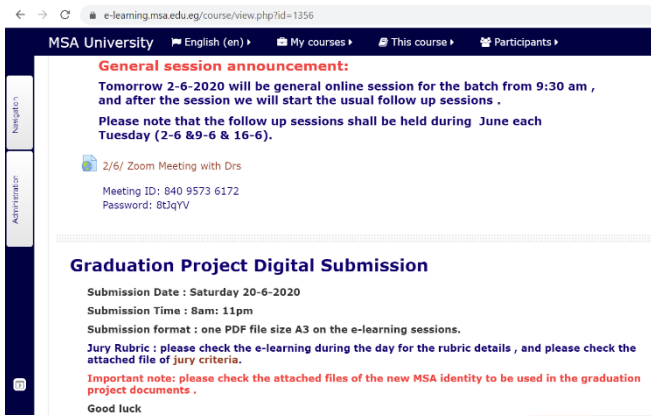 e-learning.msa.edu.eg/course/view.php?id=1356
MSA University English (en) My courses This course Participants
Navigation
Administration
General session announcement:
Tomorrow 2-6-2020 will be general online session for the batch from 9:30 am ,
and after the session we will start the usual follow up sessions .
Please note that the follow up sessions shall be held during June each
Tuesday (2-6 &9-6 & 16-6).
2/6/ Zoom Meeting with Drs
Meeting ID: 840 9573 6172
Password: 8tJqYV
Graduation Project Digital Submission
Submission Date : Saturday 20-6-2020
Submission Time : 8am: 11pm
Submission format : one PDF file size A3 on the e-learning sessions.
Jury Rubric : please check the e-learning during the day for the rubric details , and please check the
attached file of jury criteria.
Important note: please check the attached files of the new MSA identity to be used in the graduation
project documents .
Good luck